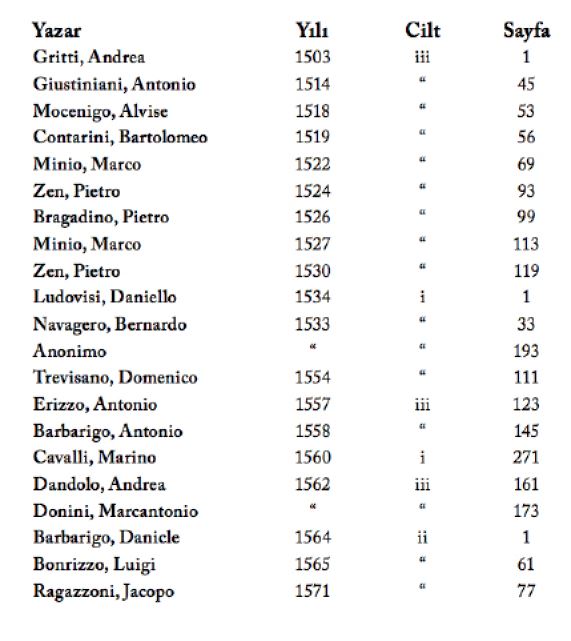 Yazar Yılı Cilt Sayfa
Gritti, Andrea 1503 iii 1
Giustiniani, Antonio 1514 “ 45
Mocenigo, Alvise 1518 “ 53
Contarini, Bartolomeo 1519 “ 56
Minio, Marco 1522 “ 69
Zen, Pietro 1524 “ 93
Bragadino, Pietro 1526 “ 99
Minio, Marco 1527 “ 113
Zen, Pietro 1530 “ 119
Ludovisi, Daniello 1534 i 1
Navagero, Bernardo 1533 “ 33
Anonimo “ “ 193
Trevisano, Domenico 1554 “ 111
Erizzo, Antonio 1557 iii 123
Barbarigo, Antonio 1558 “ 145
Cavalli, Marino 1560 i 271
Dandolo, Andrea 1562 iii 161
Donini, Marcantonio “ “ 173
Barbarigo, Daniele 1564 ii 1
Bonrizzo, Luigi 1565 “ 61
Ragazzoni, Jacopo 1571 “ 77